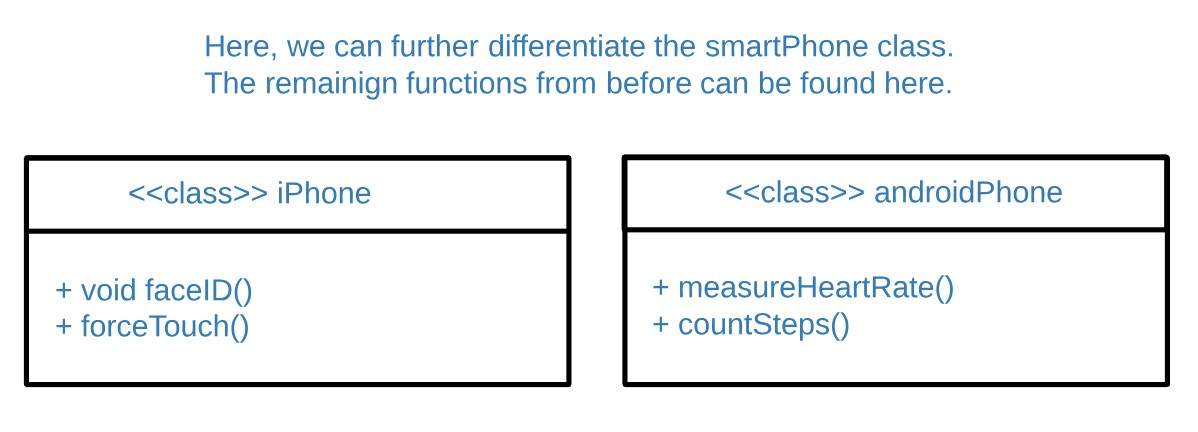 Here, we can further differentiate the smartPhone class.
The remainign functions from before can be found here.
<<class>> iPhone
+ void faceID()
+ forceTouch()
<<class>> androidPhone
+ measureHeartRate()
+ countSteps()